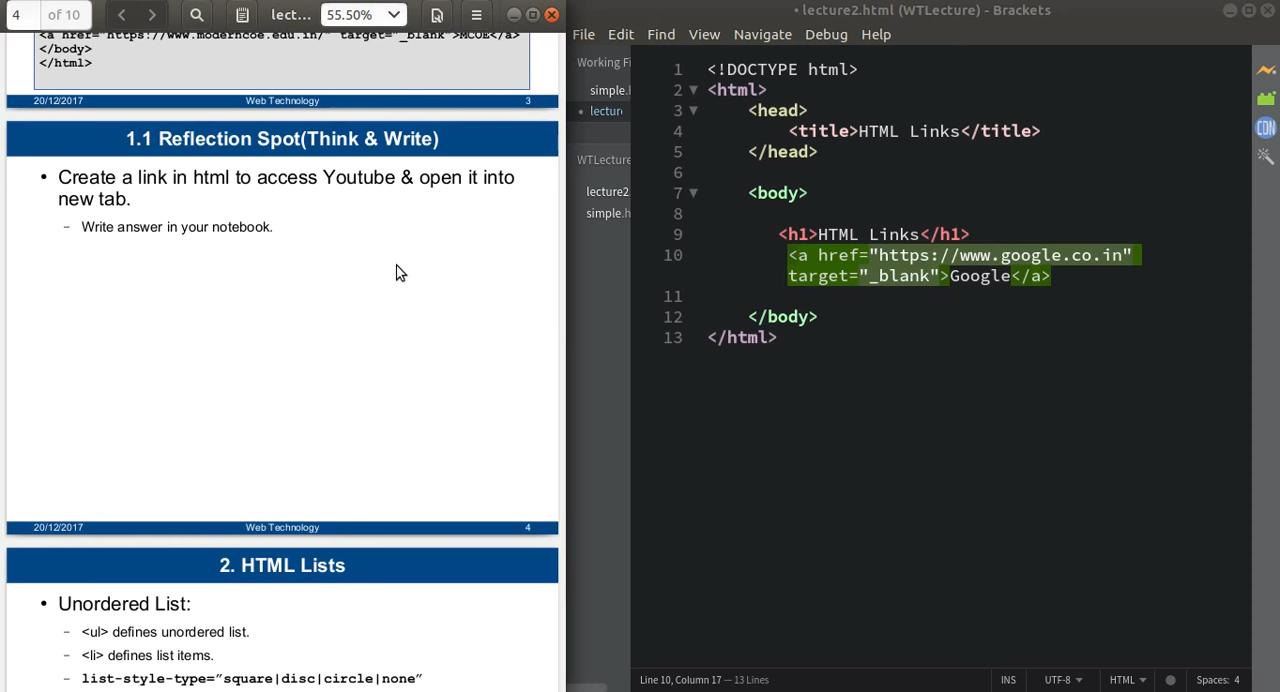 4 of 10 lect... 55.50%
<a href="https://www.moderncoe.edu.in/" target="_blank">MCOE</a>
</body>
</html>
20/12/2017 Web Technology 3
1.1 Reflection Spot(Think & Write)
• Create a link in html to access Youtube & open it into
new tab.
– Write answer in your notebook.
20/12/2017 Web Technology 4
2. HTML Lists
• Unordered List:
– <ul> defines unordered list.
– <li> defines list items.
– list-style-type=”square|disc|circle|none”
• lecture2.html (WTLecture) - Brackets
File Edit Find View Navigate Debug Help
Working Fi
simple.h
• lecture
WTLecture
lecture2.
simple.h
1 <!DOCTYPE html>
2 ▼ <html>
3 ▼ <head>
4 <title>HTML Links</title>
5 </head>
6
7 ▼ <body>
8
9 <h1>HTML Links</h1>
10 <a href="https://www.google.co.in"
target="_blank">Google</a>
11
12 </body>
13 </html>
CDN
Line 10, Column 17 — 13 Lines INS UTF-8 HTML Spaces: 4